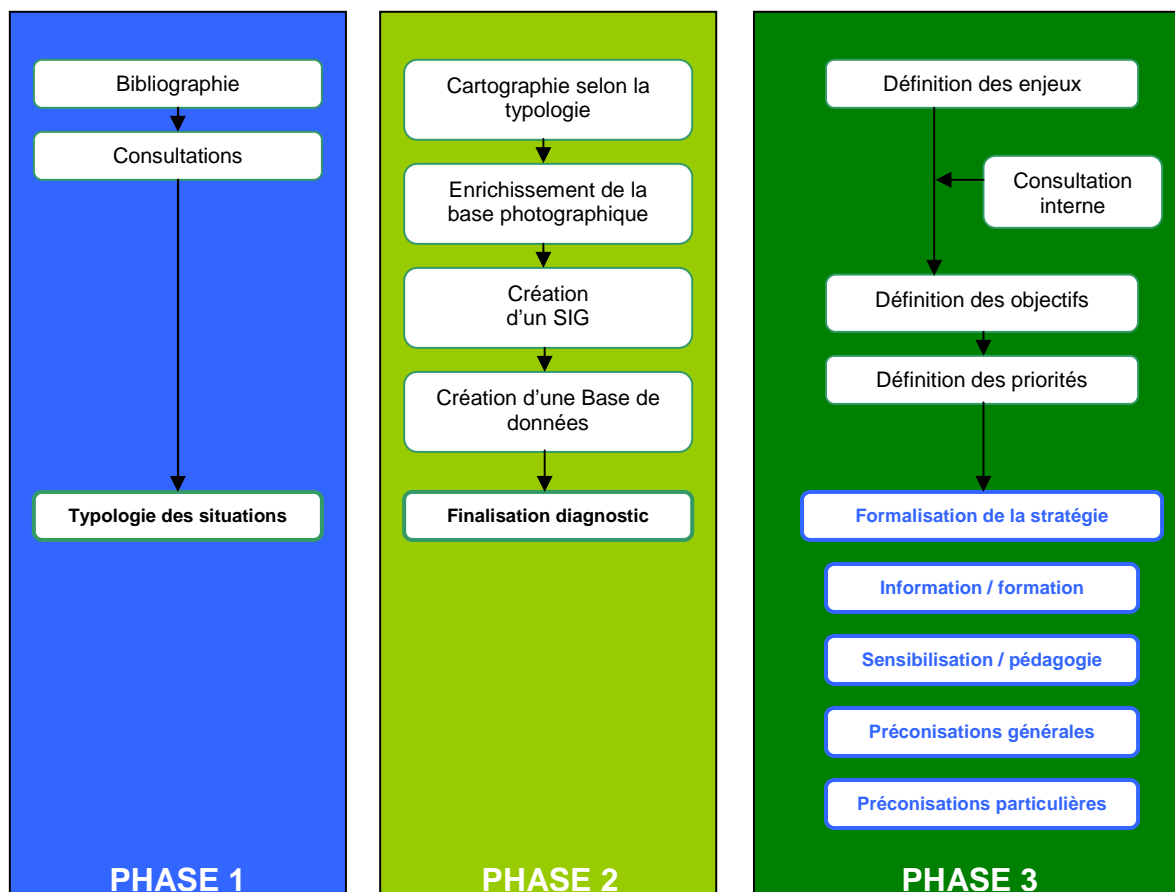 Bibliographie
Consultations
Typologie des situations
PHASE 1
Cartographie selon la
typologie
Enrichissement de la
base photographique
Création
d’un SIG
Création d’une Base de
données
Finalisation diagnostic
PHASE 2
Définition des enjeux
Consultation
interne
Définition des objectifs
Définition des priorités
Formalisation de la stratégie
Information / formation
Sensibilisation / pédagogie
Préconisations générales
Préconisations particulières
PHASE 3